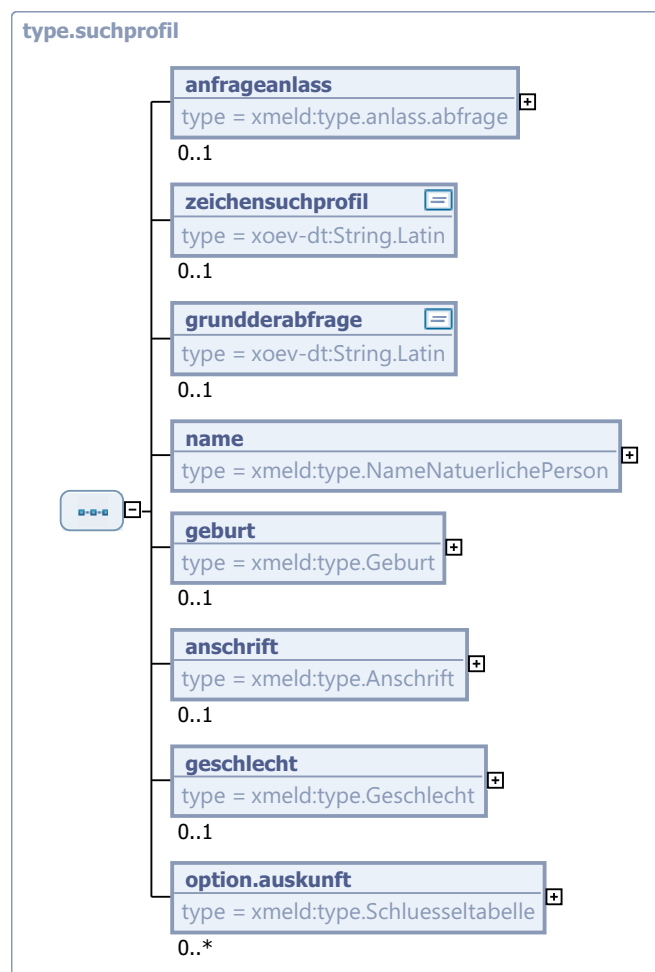 type.suchprofil
anfrageanlass
type = xmeld:type.anlass.abfrage
0..1
zeichensuchprofil
type = xoev-dt:String.Latin
0..1
grundderabfrage
type = xoev-dt:String.Latin
0..1
name
type = xmeld:type.NameNatuerlichePerson
geburt
type = xmeld:type.Geburt
0..1
anschrift
type = xmeld:type.Anschrift
0..1
geschlecht
type = xmeld:type.Geschlecht
0..1
option.auskunft
type = xmeld:type.Schluesseltabelle
0..*